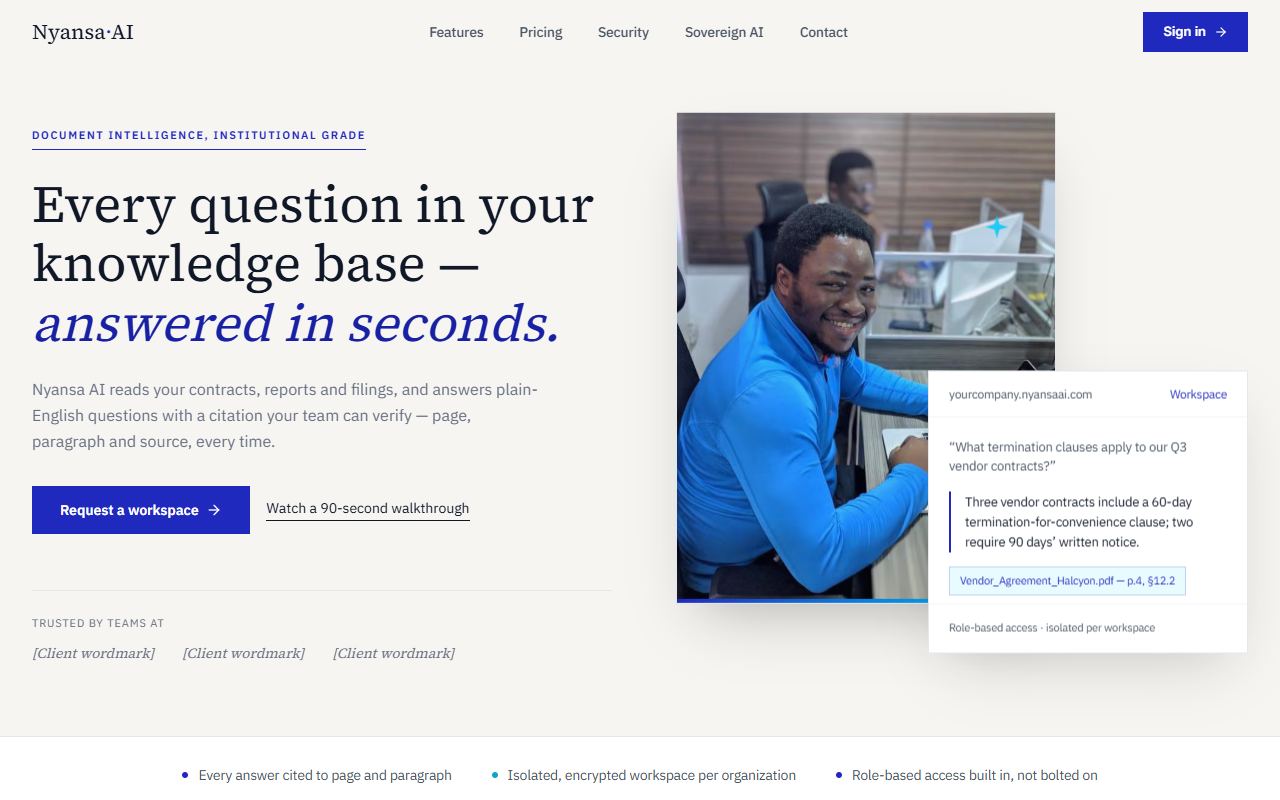 Nyansa·AI
Features
Pricing
Security
Sovereign AI
Contact
Sign in →
DOCUMENT INTELLIGENCE, INSTITUTIONAL GRADE
Every question in your
knowledge base —
answered in seconds.
Nyansa AI reads your contracts, reports and filings, and answers plain-
English questions with a citation your team can verify — page,
paragraph and source, every time.
Request a workspace →
Watch a 90-second walkthrough
TRUSTED BY TEAMS AT
[Client wordmark]
[Client wordmark]
[Client wordmark]
yourcompany.nyansaai.com
Workspace
“What termination clauses apply to our Q3
vendor contracts?”
Three vendor contracts include a 60-day
termination-for-convenience clause; two
require 90 days’ written notice.
Vendor_Agreement_Halcyon.pdf — p.4, §12.2
Role-based access · isolated per workspace
Every answer cited to page and paragraph
Isolated, encrypted workspace per organization
Role-based access built in, not bolted on